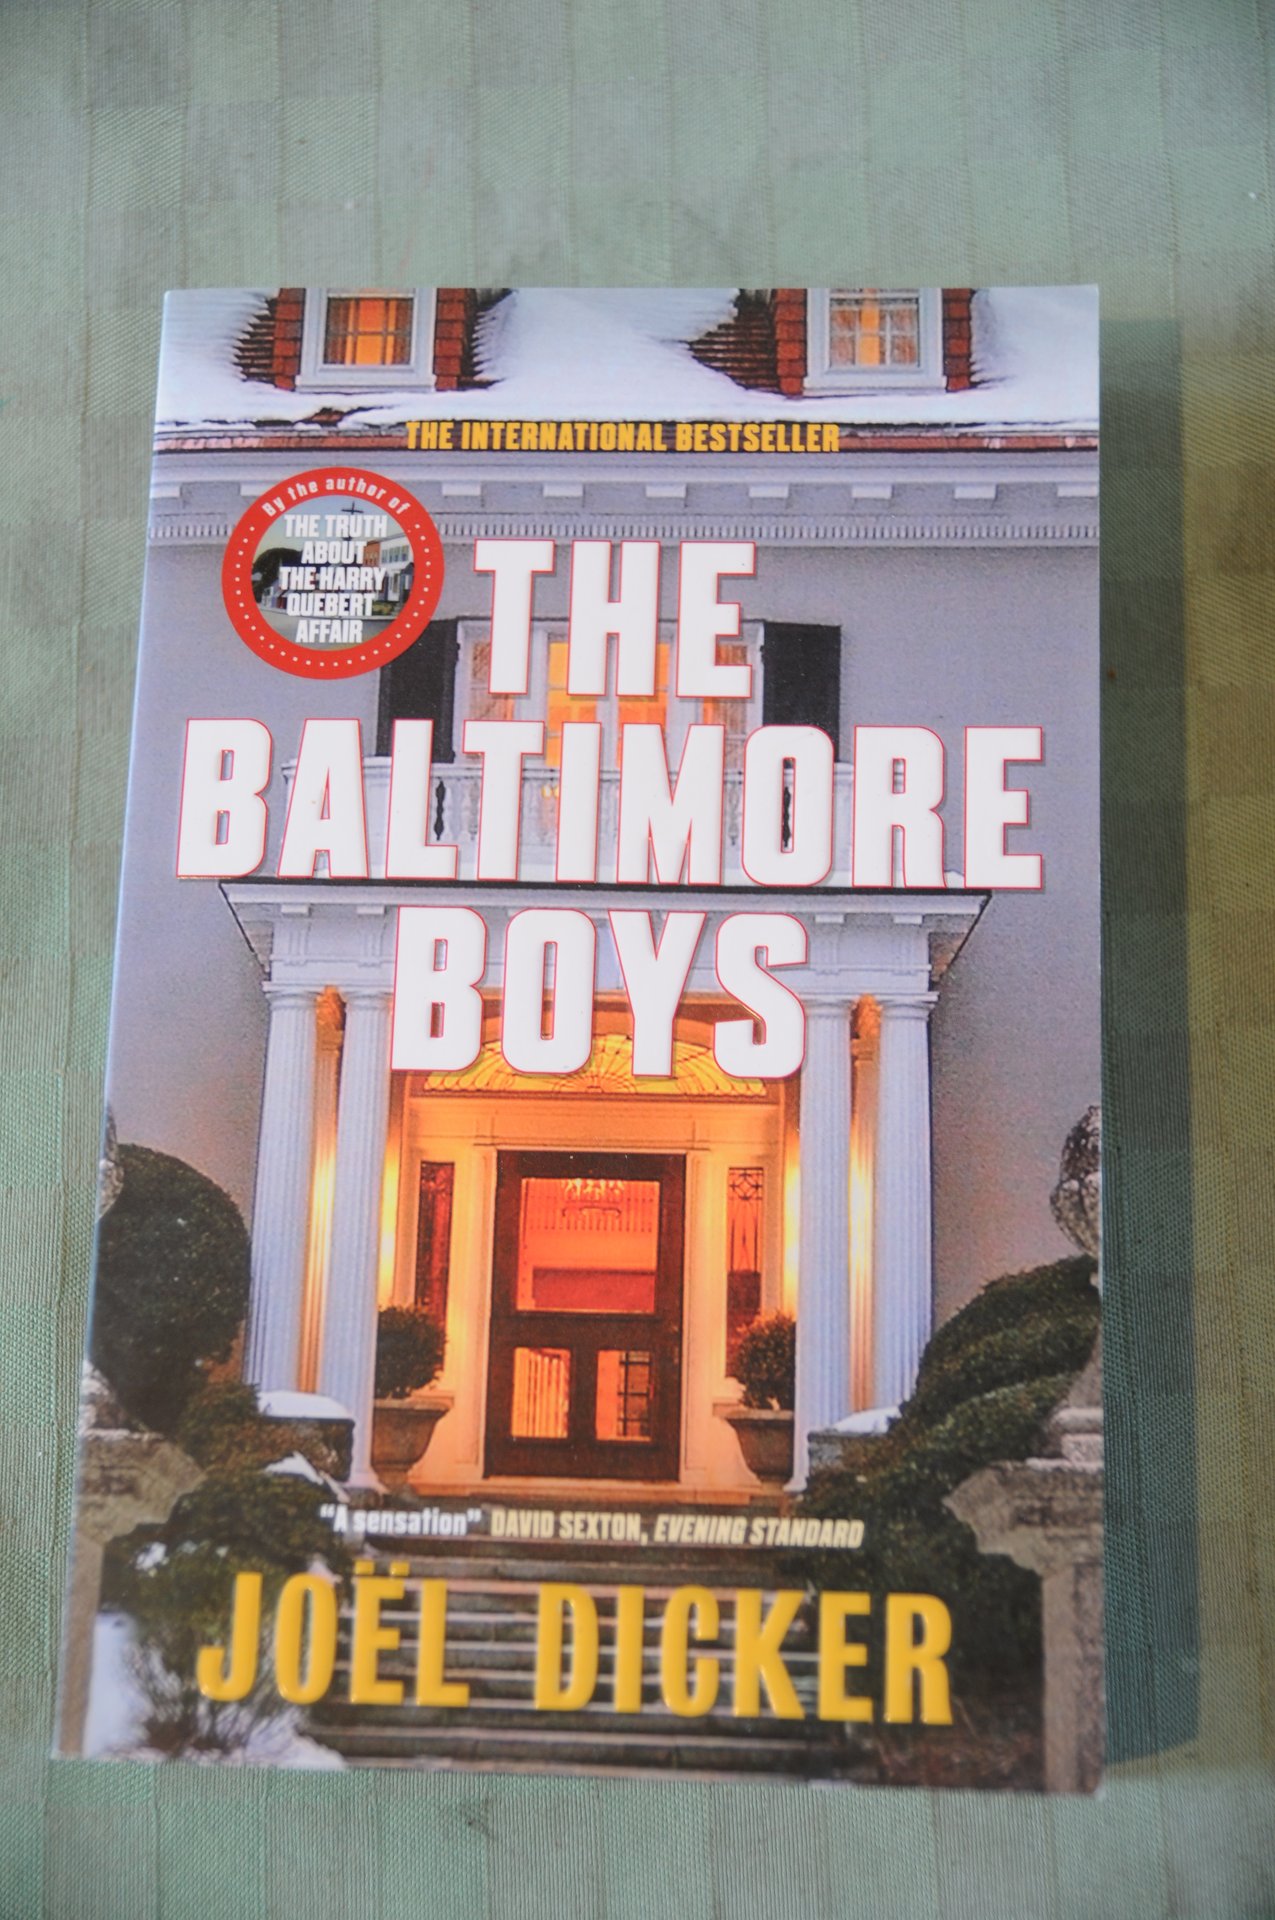 THE INTERNATIONAL BESTSELLER
By the author of
THE TRUTH
ABOUT
THE HARRY
QUEBERT
AFFAIR
THE
BALTIMORE
BOYS
“A sensation” DAVID SEXTON, EVENING STANDARD
JOËL DICKER